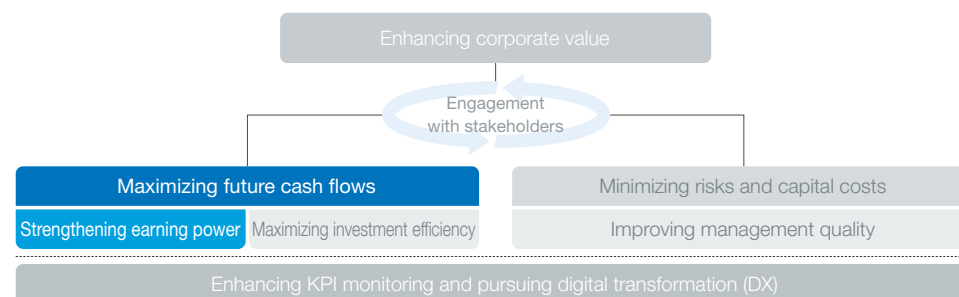 Enhancing corporate value
Engagement
with stakeholders
Maximizing future cash flows
Minimizing risks and capital costs
Strengthening earning power
Maximizing investment efficiency
Improving management quality
Enhancing KPI monitoring and pursuing digital transformation (DX)